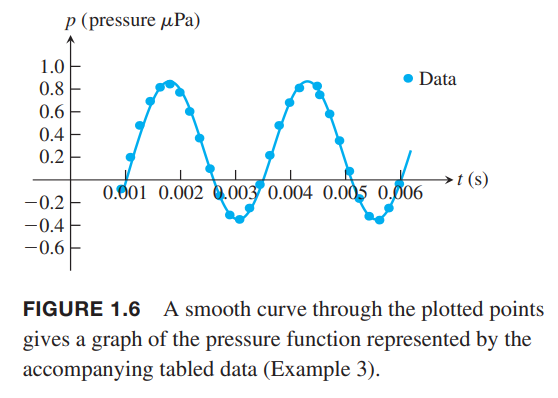 p (pressure μPa)
1.0
0.8
Data
0.6
0.4
0.2
t (s)
0.001 0.002 0.003 0.004 0.005 0.006
−0.2
−0.4
−0.6
FIGURE 1.6 A smooth curve through the plotted points
gives a graph of the pressure function represented by the
accompanying tabled data (Example 3).